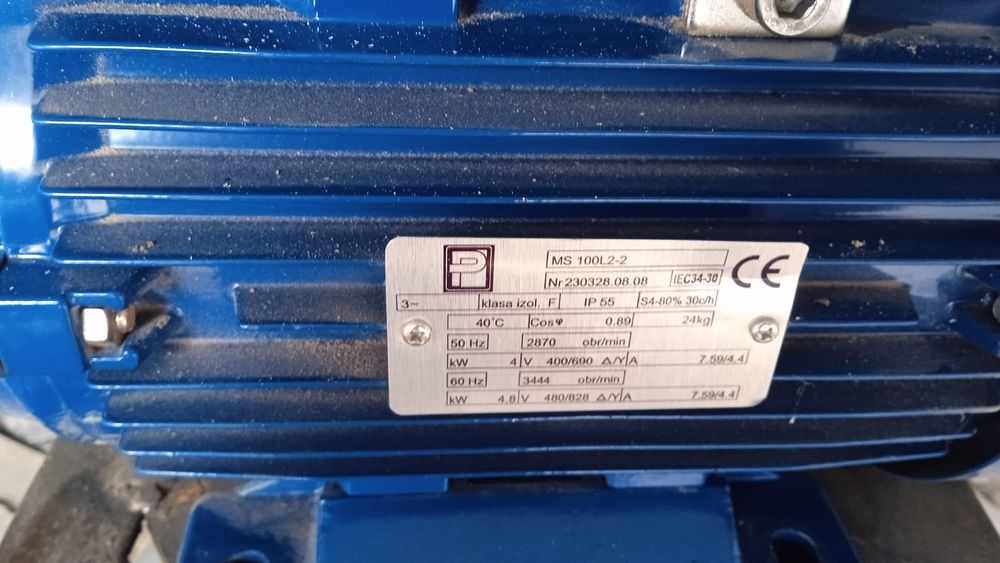 P
MS 100L2-2
Nr 230328.08.08 IEC34-30 CE
3~ klasa izol. F IP 55 S4-80% 30c/h
40°C Cosφ 0.89 24kg
50 Hz 2870 obr/min
kW 4 V 400/690 Δ/Y A 7.59/4.4
60 Hz 3444 obr/min
kW 4.8 V 480/828 Δ/Y A 7.59/4.4